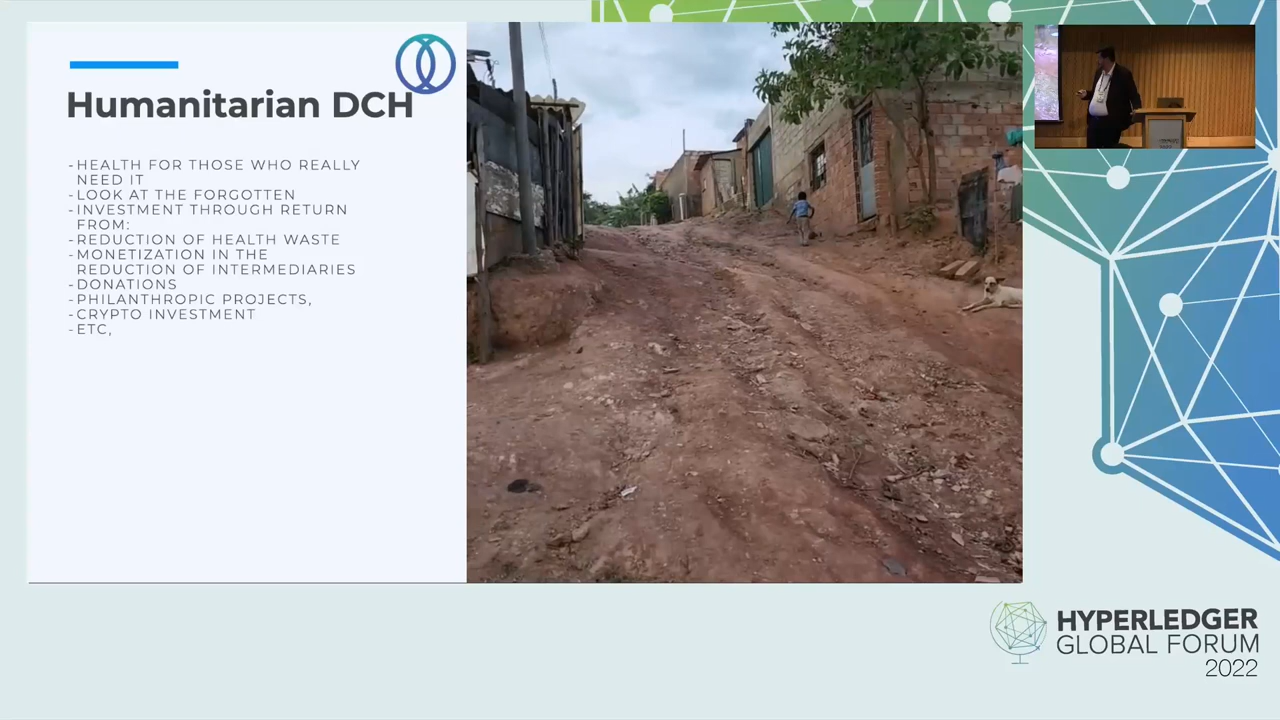 Humanitarian DCH
-HEALTH FOR THOSE WHO REALLY
NEED IT
-LOOK AT THE FORGOTTEN
-INVESTMENT THROUGH RETURN
FROM:
-REDUCTION OF HEALTH WASTE
-MONETIZATION IN THE
REDUCTION OF INTERMEDIARIES
-DONATIONS
-PHILANTHROPIC PROJECTS,
-CRYPTO INVESTMENT
-ETC,
HYPERLEDGER
GLOBAL FORUM
2022